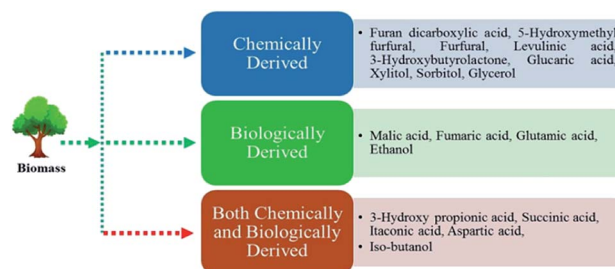 Biomass
Chemically
Derived
• Furan dicarboxylic acid, 5-Hydroxymethyl
furfural, Furfural, Levulinic acid,
3-Hydroxybutyrolactone, Glucaric acid,
Xylitol, Sorbitol, Glycerol
Biologically
Derived
• Malic acid, Fumaric acid, Glutamic acid,
Ethanol
Both Chemically
and Biologically
Derived
• 3-Hydroxy propionic acid, Succinic acid,
Itaconic acid, Aspartic acid,
• Iso-butanol